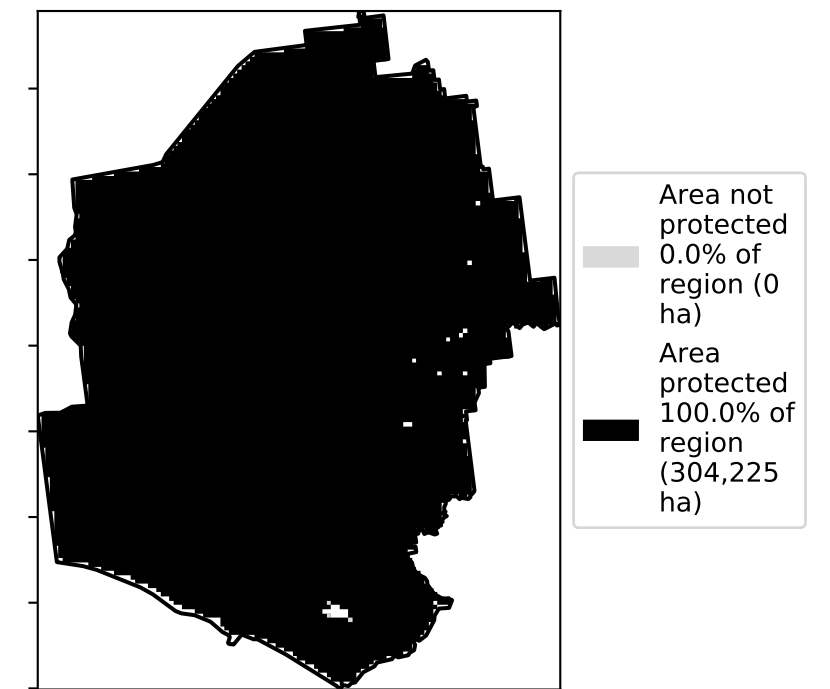 Area not
protected
0.0% of
region (0
ha)
Area
protected
100.0% of
region
(304,225
ha)